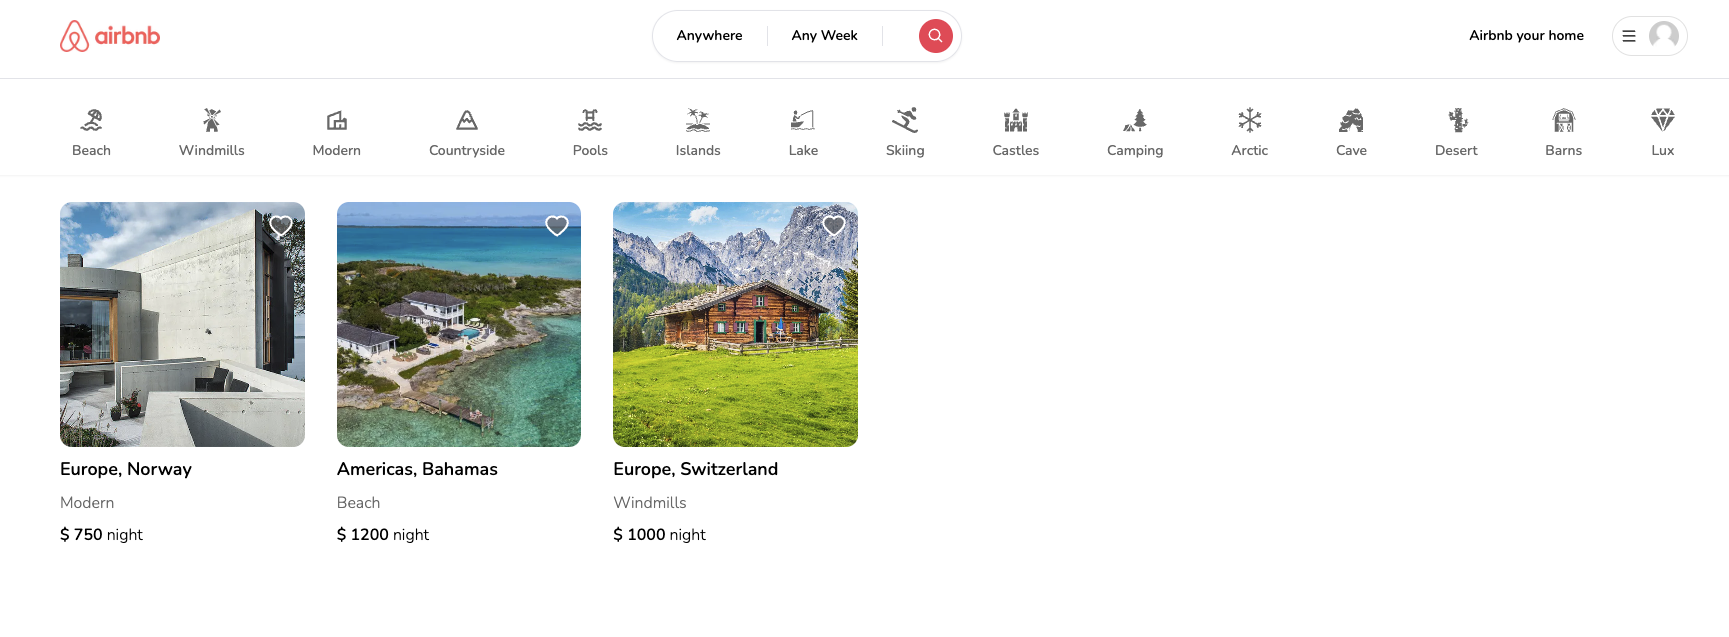 airbnb
Anywhere
Any Week
Airbnb your home
Beach
Windmills
Modern
Countryside
Pools
Islands
Lake
Skiing
Castles
Camping
Arctic
Cave
Desert
Barns
Lux
Europe, Norway
Modern
$ 750 night
Americas, Bahamas
Beach
$ 1200 night
Europe, Switzerland
Windmills
$ 1000 night